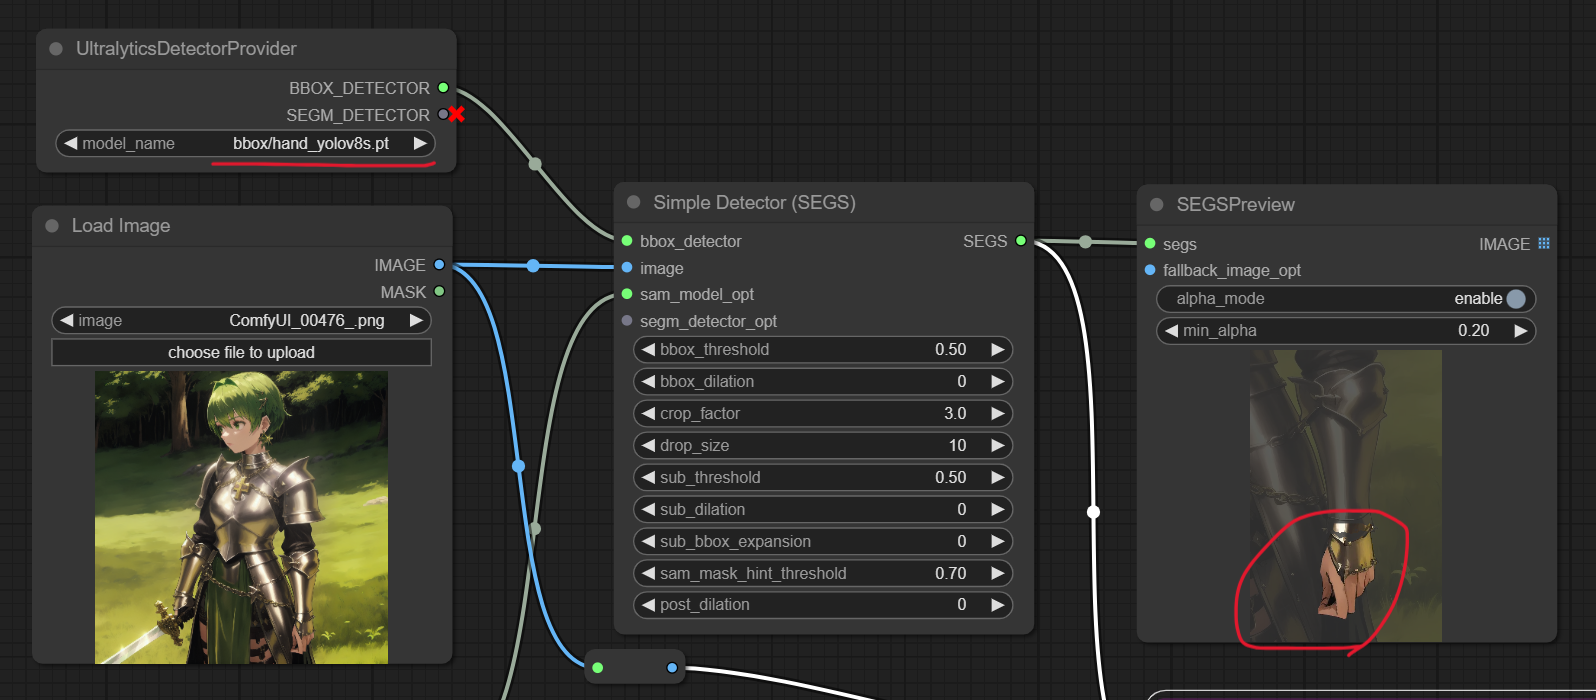 UltralyticsDetectorProvider
BBOX_DETECTOR
SEGM_DETECTOR
model_name bbox/hand_yolov8s.pt
Load Image
IMAGE
MASK
image ComfyUI_00476_.png
choose file to upload
Simple Detector (SEGS)
bbox_detector SEGS
image
sam_model_opt
segm_detector_opt
bbox_threshold 0.50
bbox_dilation 0
crop_factor 3.0
drop_size 10
sub_threshold 0.50
sub_dilation 0
sub_bbox_expansion 0
sam_mask_hint_threshold 0.70
post_dilation 0
SEGSPreview
segs IMAGE
fallback_image_opt
alpha_mode enable
min_alpha 0.20